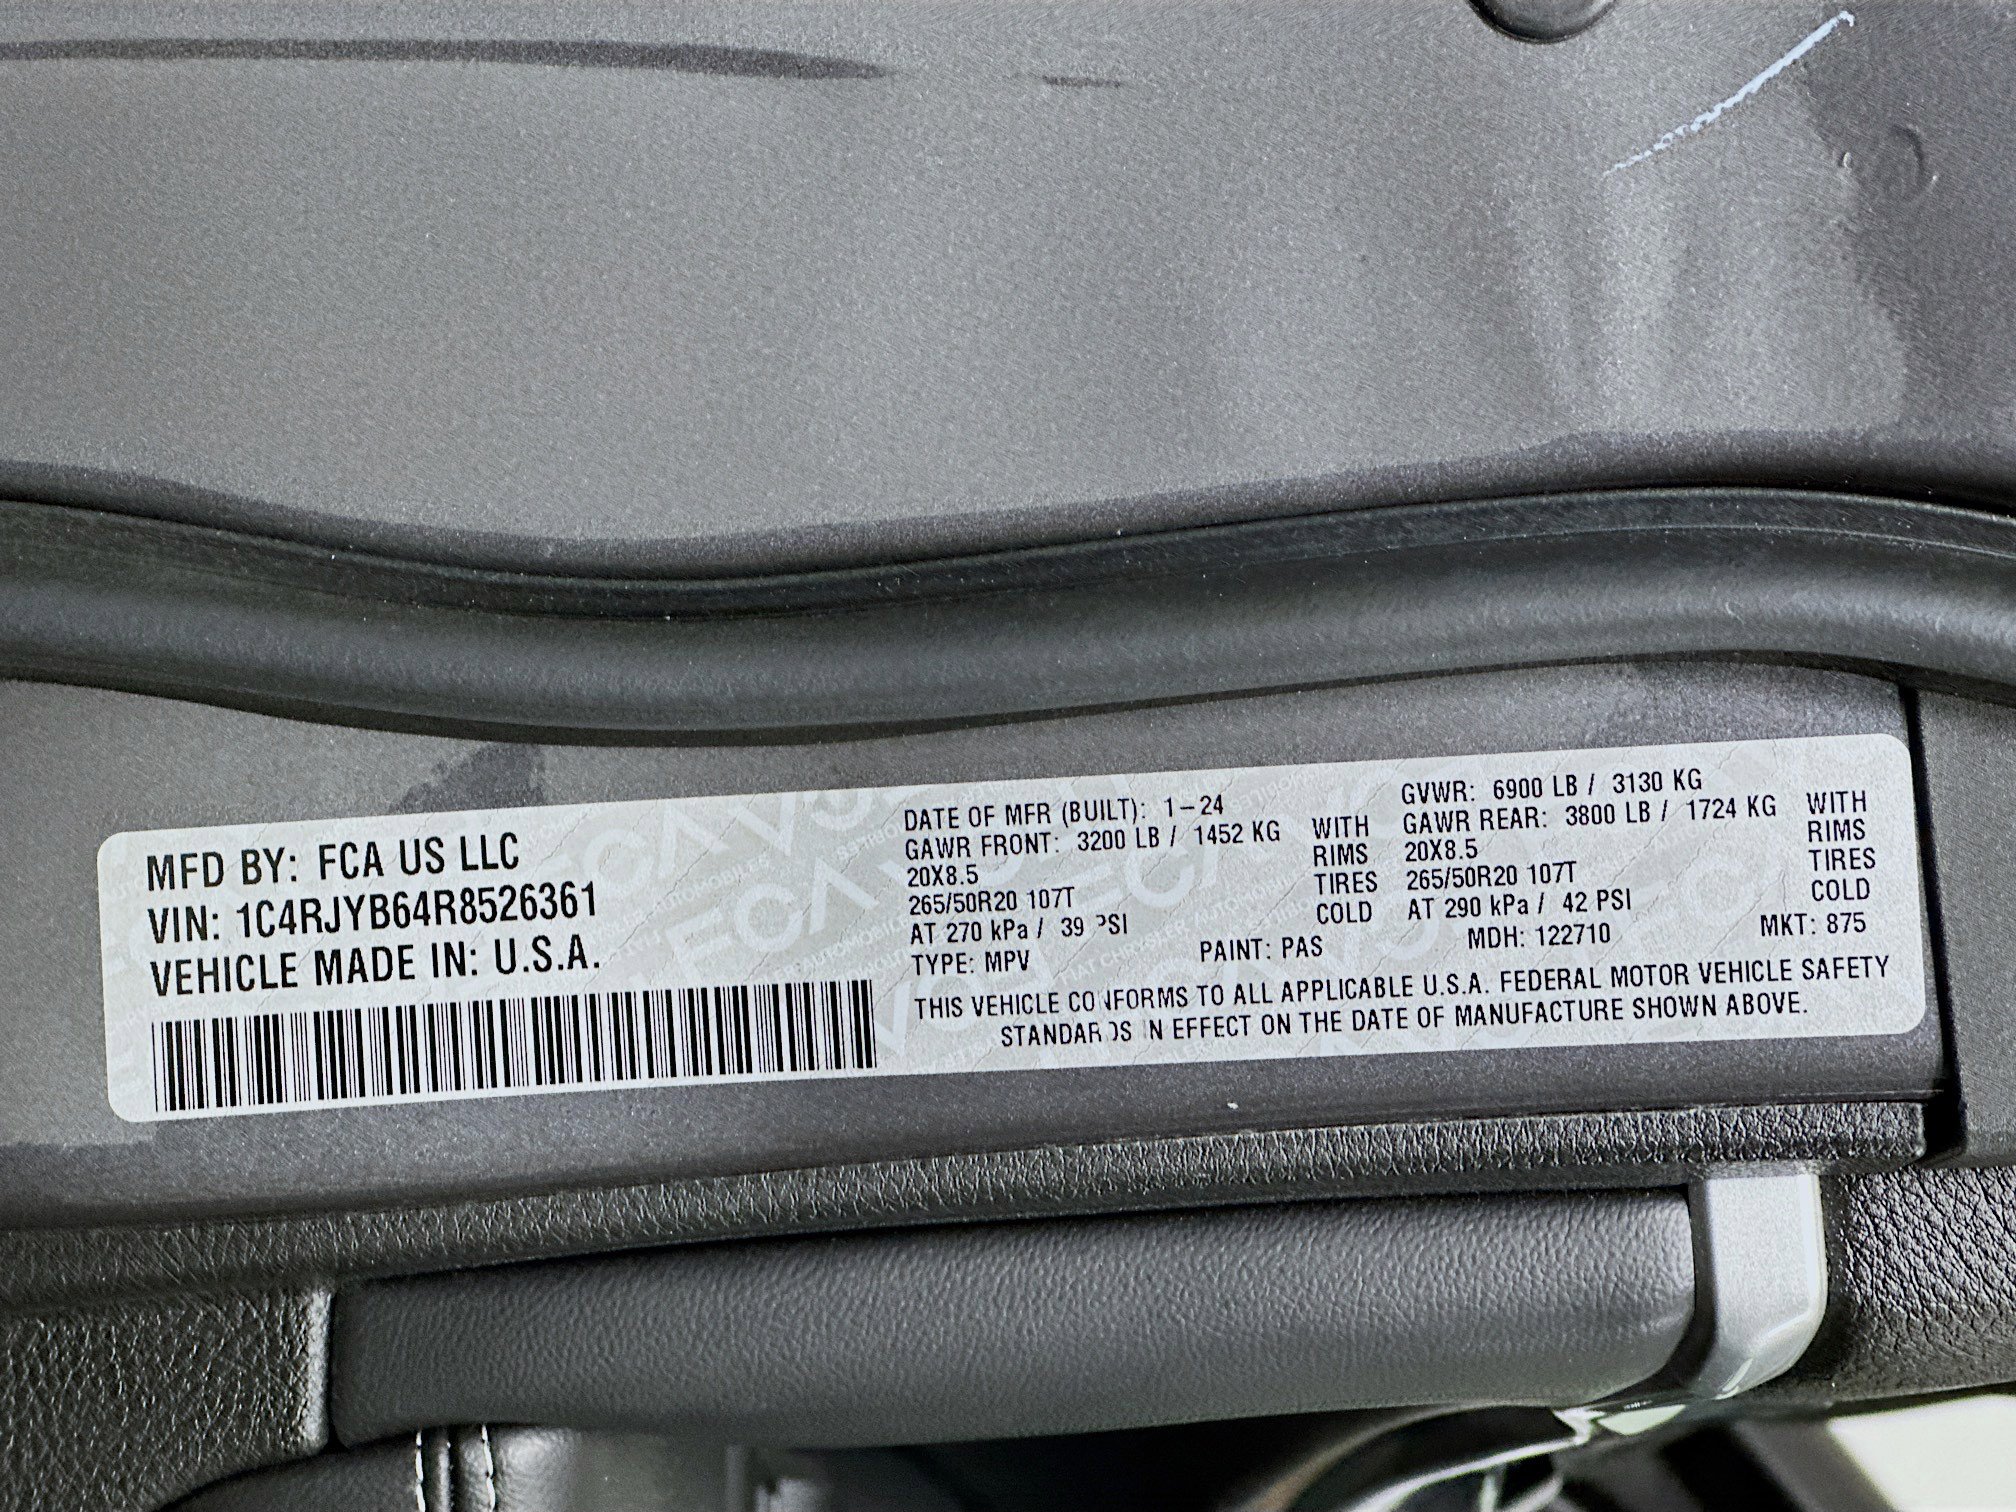 MFD BY: FCA US LLC
VIN: 1C4RJYB64R8526361
VEHICLE MADE IN: U.S.A.
DATE OF MFR (BUILT): 1-24
GAWR FRONT: 3200 LB / 1452 KG WITH
20X8.5 RIMS
265/50R20 107T TIRES
AT 270 kPa / 39 PSI COLD
GVWR: 6900 LB / 3130 KG
GAWR REAR: 3800 LB / 1724 KG WITH
20X8.5 RIMS
265/50R20 107T TIRES
AT 290 kPa / 42 PSI COLD
TYPE: MPV PAINT: PAS MDH: 122710 MKT: 875
THIS VEHICLE CONFORMS TO ALL APPLICABLE U.S.A. FEDERAL MOTOR VEHICLE SAFETY
STANDARDS IN EFFECT ON THE DATE OF MANUFACTURE SHOWN ABOVE.